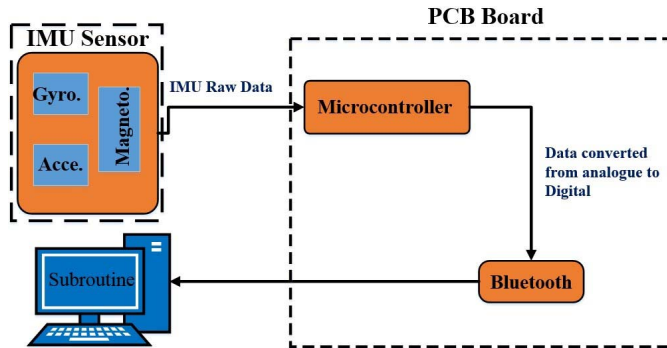 PCB Board
IMU Sensor
Gyro.
Magneto.
Acce.
IMU Raw Data
Microcontroller
Data converted
from analogue to
Digital
Subroutine
Bluetooth